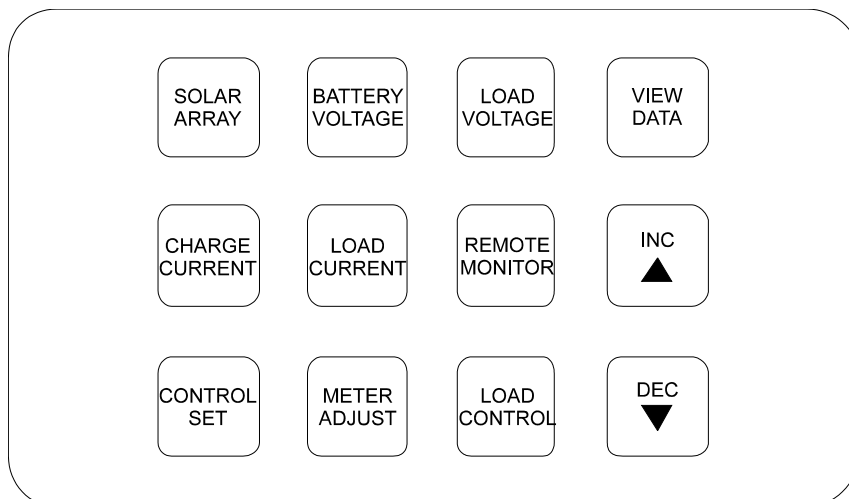 SOLAR
ARRAY
BATTERY
VOLTAGE
LOAD
VOLTAGE
VIEW
DATA
CHARGE
CURRENT
LOAD
CURRENT
REMOTE
MONITOR
INC
CONTROL
SET
METER
ADJUST
LOAD
CONTROL
DEC